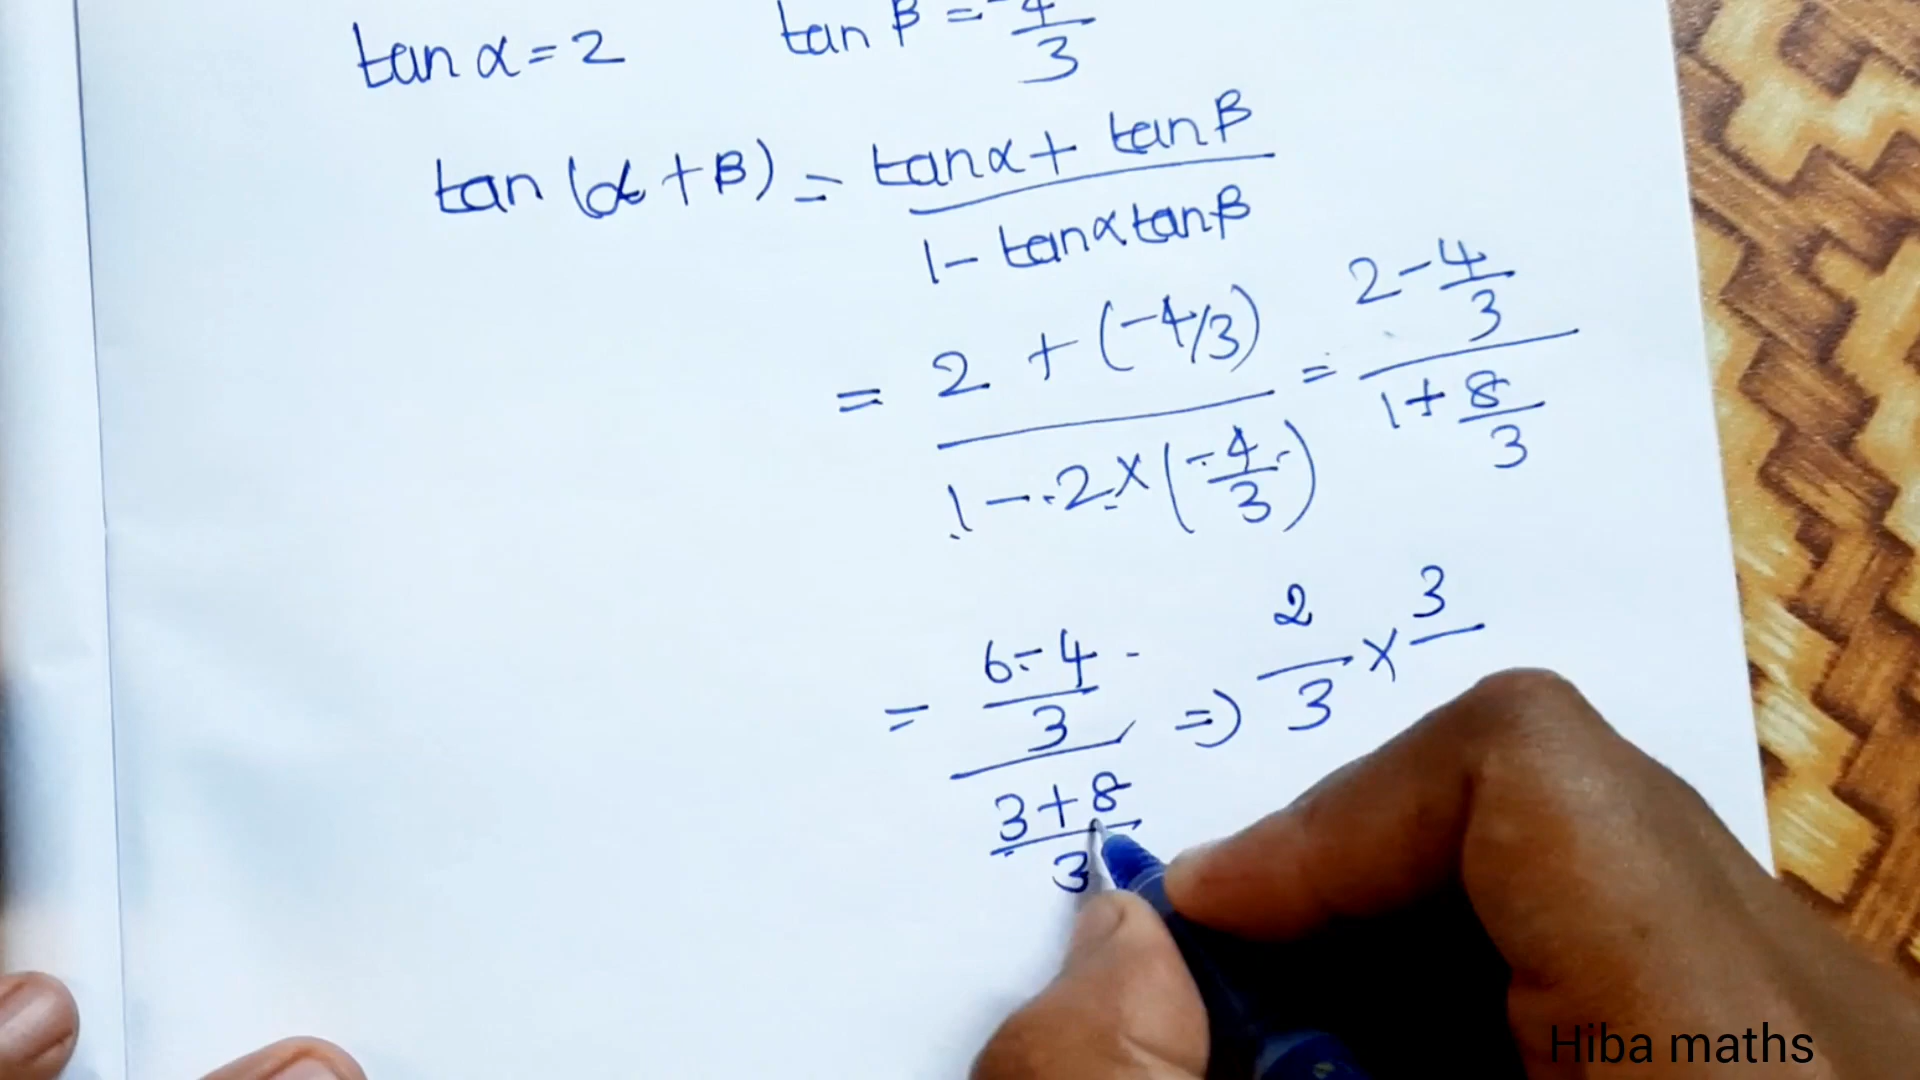 tan α = 2 tan β = -4/3
tan (α + β) = tanα + tanβ / 1 - tanα tanβ
= 2 + (-4/3) / 1 - 2 × (-4/3) = 2 - 4/3 / 1 + 8/3
= 6 - 4 / 3 / 3 + 8 / 3 ⇒ 2/3 × 3/
Hiba maths